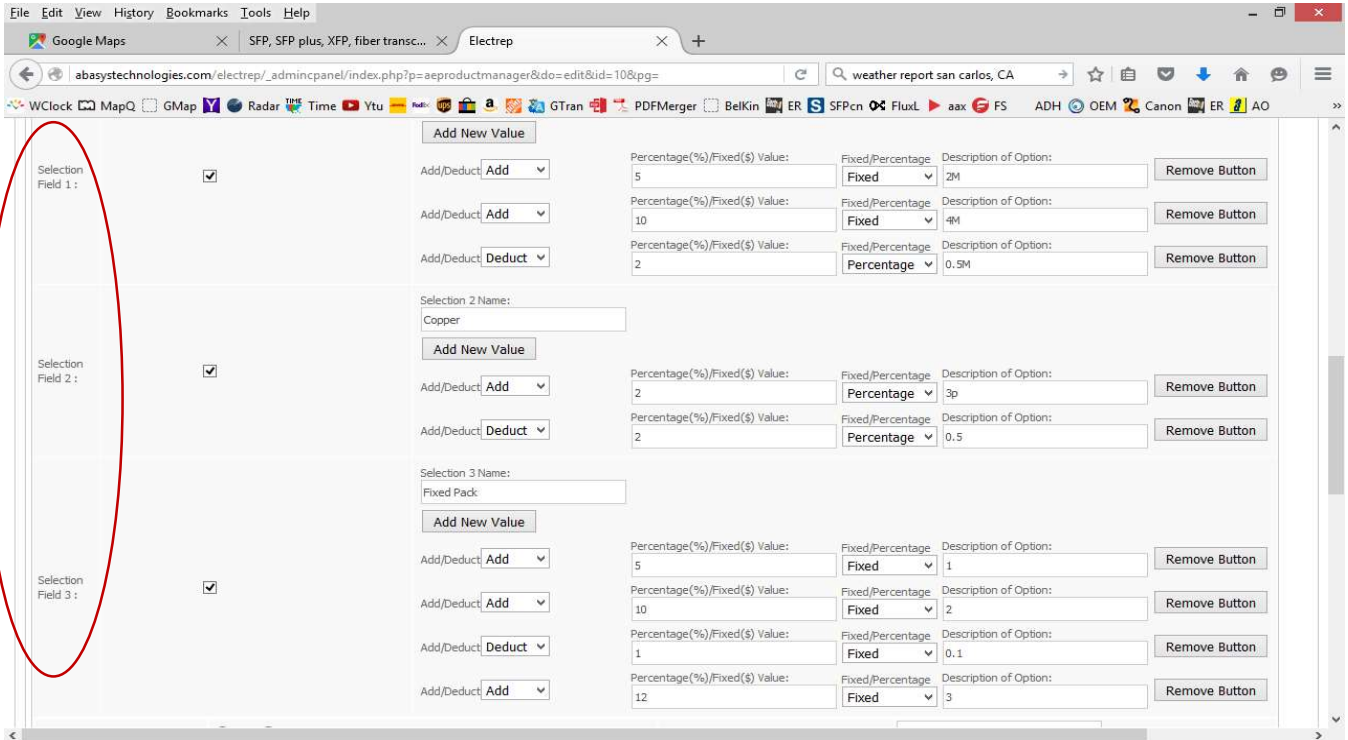 File Edit View History Bookmarks Tools Help
Google Maps SFP, SFP plus, XFP, fiber transc... Electrep
abasystechnologies.com/electrep/_admincpanel/index.php?p=aeproductmanager&do=edit&id=10&pg= weather report san carlos, CA
WClock MapQ GMap Radar Time Ytu GTran PDFMerger BelKin ER SFPcn FluxL aax FS ADH OEM Canon ER AO »
Add New Value
Selection
Field 1 :
Percentage(%)/Fixed($) Value: Fixed/Percentage Description of Option:
Add/Deduct Add 5 Fixed 2M Remove Button
Percentage(%)/Fixed($) Value: Fixed/Percentage Description of Option:
Add/Deduct Add 10 Fixed 4M Remove Button
Percentage(%)/Fixed($) Value: Fixed/Percentage Description of Option:
Add/Deduct Deduct 2 Percentage 0.5M Remove Button
Selection 2 Name:
Copper
Add New Value
Selection
Field 2 :
Percentage(%)/Fixed($) Value: Fixed/Percentage Description of Option:
Add/Deduct Add 2 Percentage 3p Remove Button
Percentage(%)/Fixed($) Value: Fixed/Percentage Description of Option:
Add/Deduct Deduct 2 Percentage 0.5 Remove Button
Selection 3 Name:
Fixed Pack
Add New Value
Selection
Field 3 :
Percentage(%)/Fixed($) Value: Fixed/Percentage Description of Option:
Add/Deduct Add 5 Fixed 1 Remove Button
Percentage(%)/Fixed($) Value: Fixed/Percentage Description of Option:
Add/Deduct Add 10 Fixed 2 Remove Button
Percentage(%)/Fixed($) Value: Fixed/Percentage Description of Option:
Add/Deduct Deduct 1 Fixed 0.1 Remove Button
Percentage(%)/Fixed($) Value: Fixed/Percentage Description of Option:
Add/Deduct Add 12 Fixed 3 Remove Button